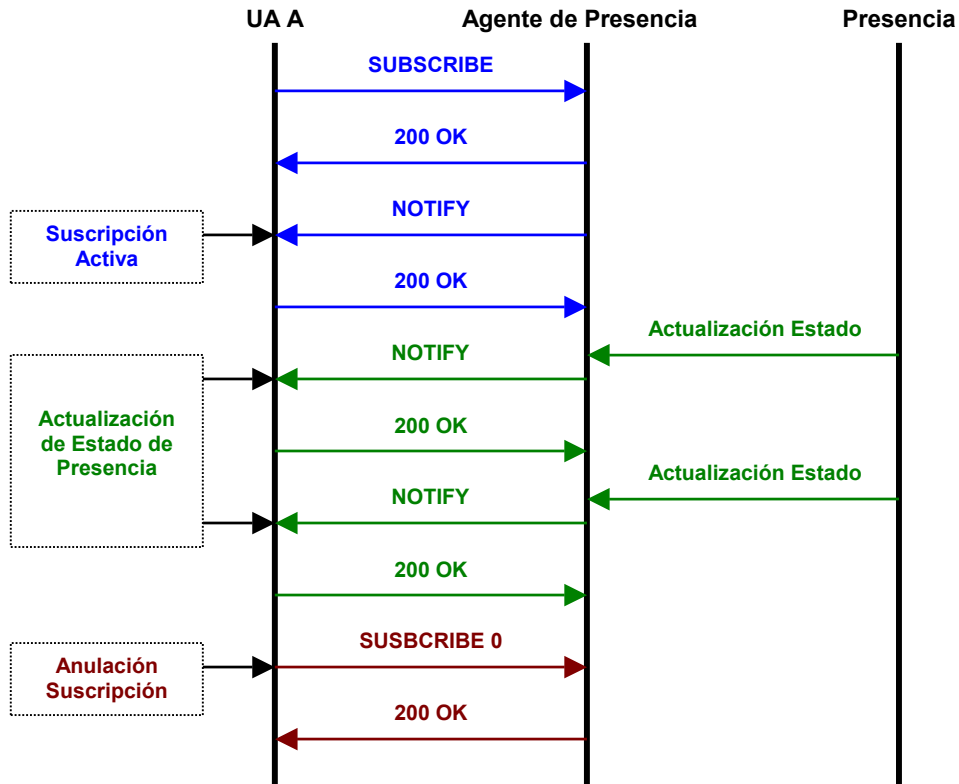 UA A
Agente de Presencia
Presencia
SUBSCRIBE
200 OK
NOTIFY
Suscripción
Activa
200 OK
Actualización Estado
NOTIFY
Actualización
de Estado de
Presencia
200 OK
Actualización Estado
NOTIFY
200 OK
SUSBCRIBE 0
Anulación
Suscripción
200 OK